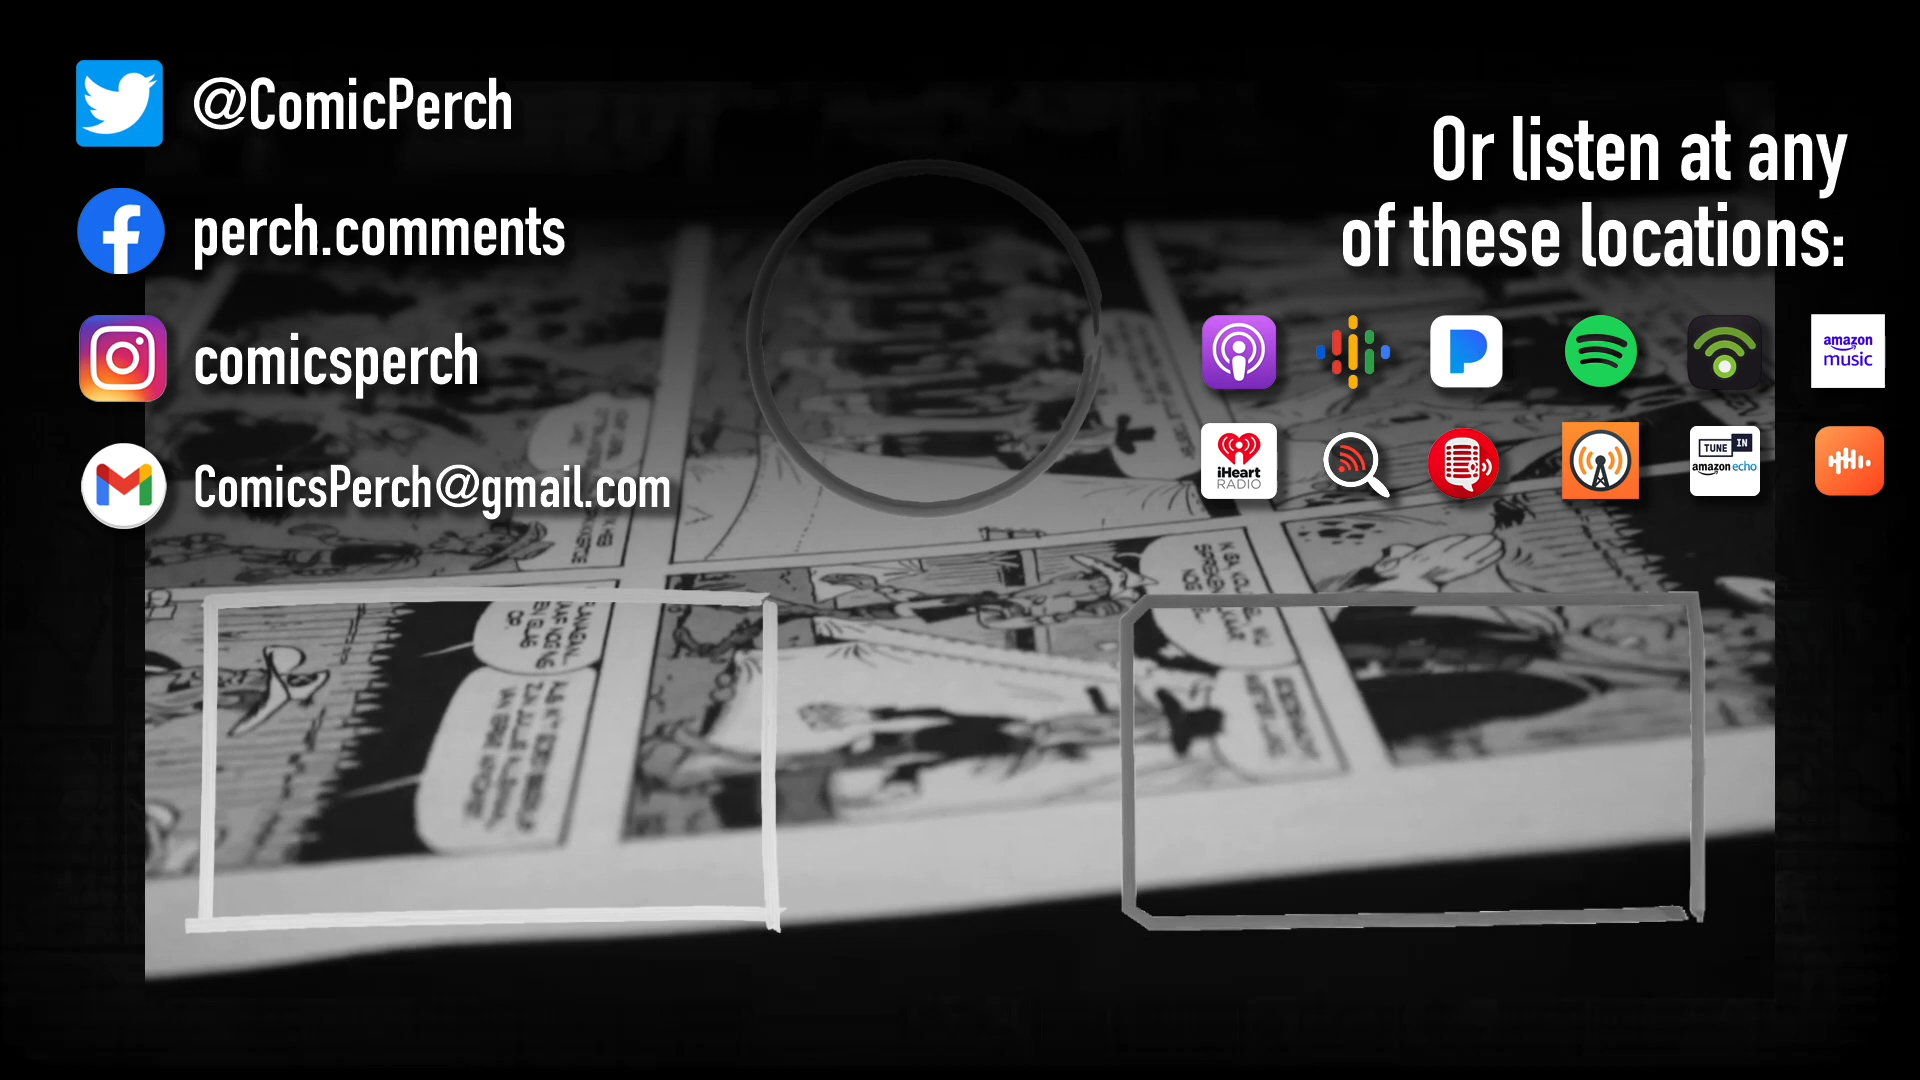 @ComicPerch
perch.comments
comicsperch
ComicsPerch@gmail.com
Or listen at any
of these locations:
amazon
music
iHeart
RADIO
TUNE IN
amazon echo